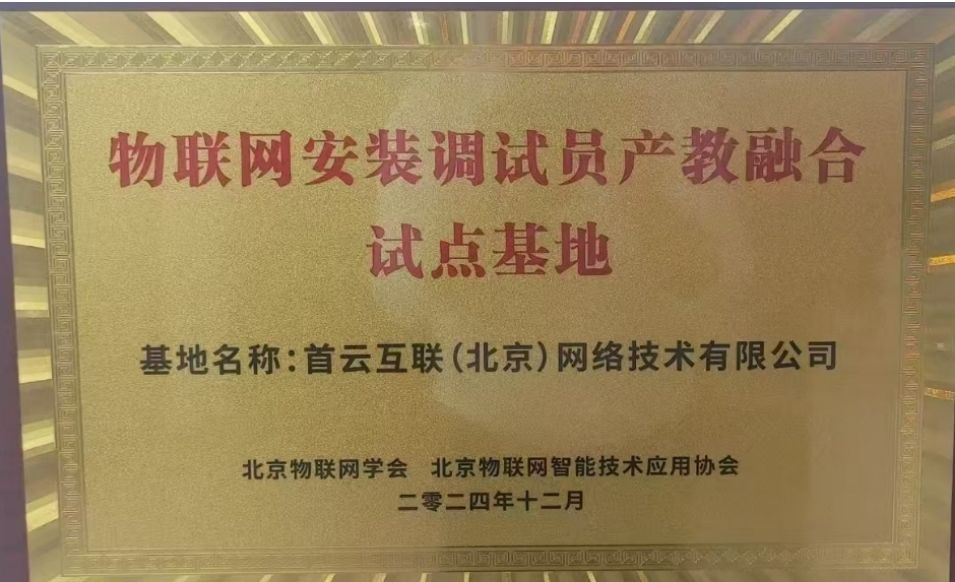 物联网安装调试员产教融合
试点基地
基地名称：首云互联（北京）网络技术有限公司
北京物联网学会 北京物联网智能技术应用协会
二零二四年十二月